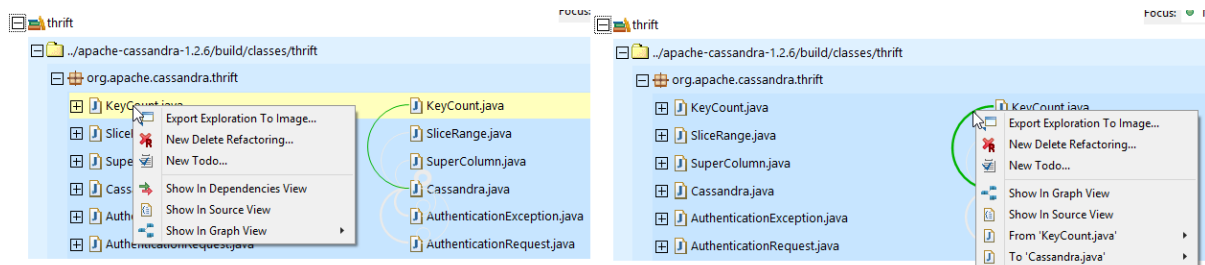 Focus:
thrift
../apache-cassandra-1.2.6/build/classes/thrift
org.apache.cassandra.thrift
KeyCount.java KeyCount.java
Export Exploration To Image...
SliceRange.java
New Delete Refactoring...
Supe SuperColumn.java
New Todo...
Cass Cassandra.java
Show In Dependencies View
Auth AuthenticationException.java
Show In Source View
Show In Graph View
AuthenticationRequest.java AuthenticationRequest.java
Focus:
thrift
../apache-cassandra-1.2.6/build/classes/thrift
org.apache.cassandra.thrift
KeyCount.java KeyCount.java
SliceRange.java
SuperColumn.java
Cassandra.java
AuthenticationException.java
AuthenticationRequest.java
Export Exploration To Image...
New Delete Refactoring...
New Todo...
Show In Graph View
Show In Source View
From 'KeyCount.java'
To 'Cassandra.java'